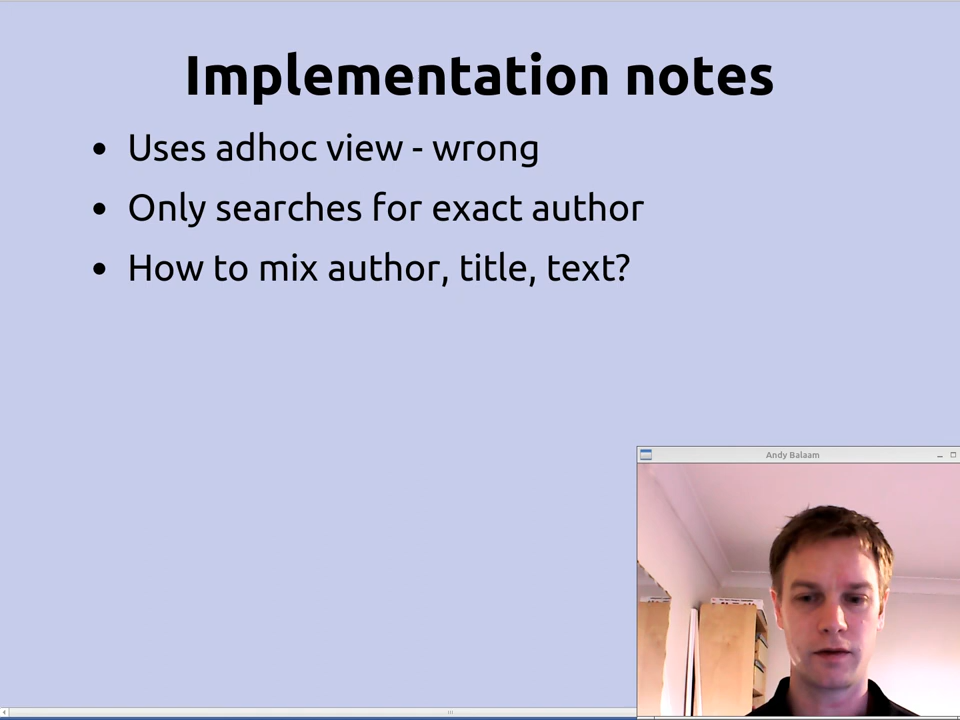 Implementation notes
• Uses adhoc view - wrong
• Only searches for exact author
• How to mix author, title, text?
Andy Balaam